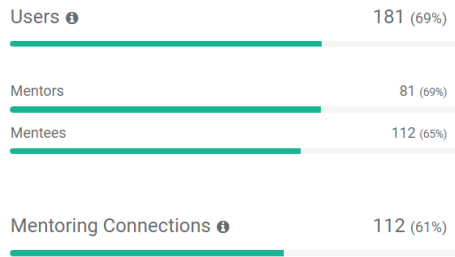 Users 181 (69%)
Mentors 81 (69%)
Mentees 112 (65%)
Mentoring Connections 112 (61%)